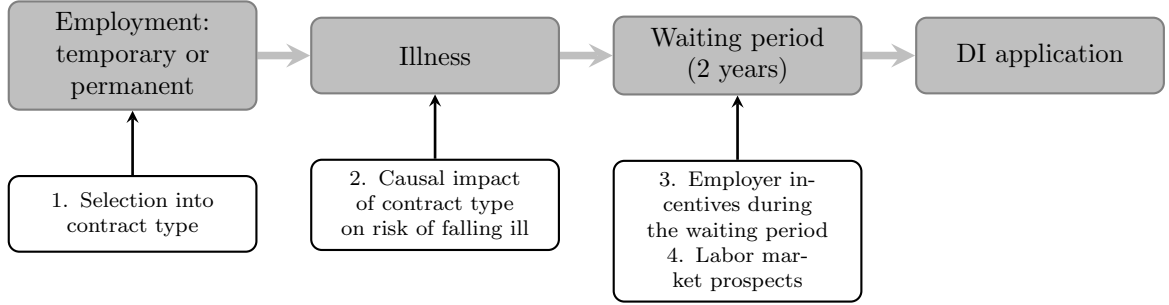 Employment:
temporary or
permanent
Illness
Waiting period
(2 years)
DI application
1. Selection into
contract type
2. Causal impact
of contract type
on risk of falling ill
3. Employer in-
centives during
the waiting period
4. Labor mar-
ket prospects